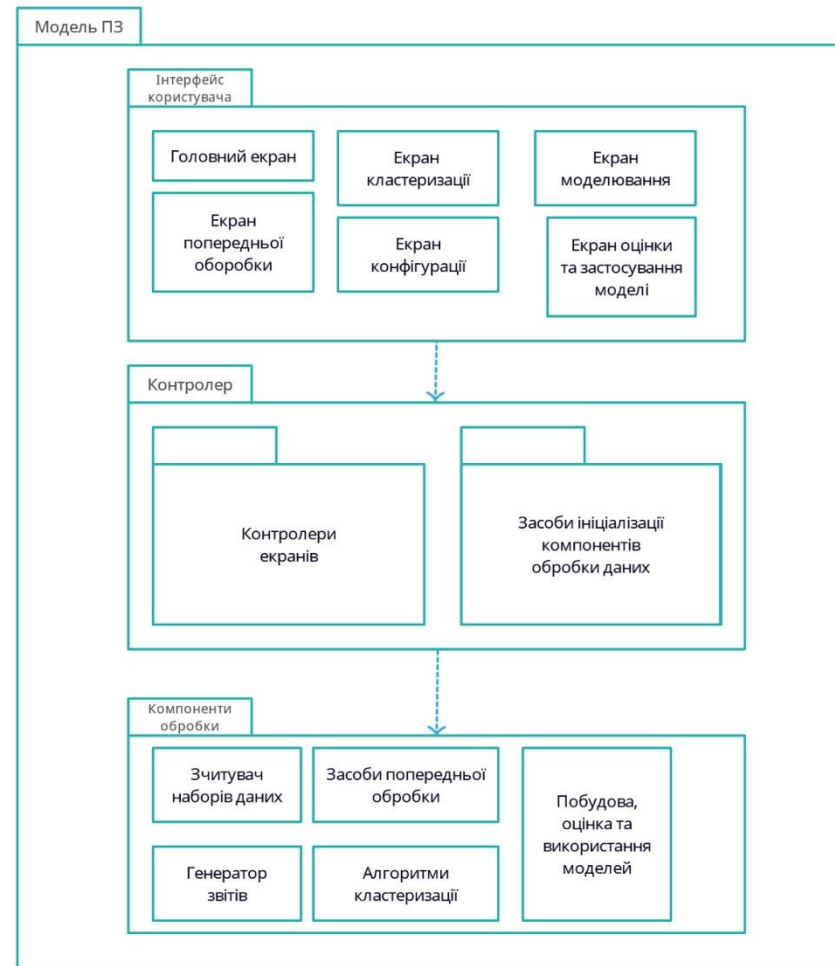 Модель ПЗ
Інтерфейс
користувача
Головний екран
Екран
кластеризації
Екран
моделювання
Екран
попередньої
оборобки
Екран
конфігурації
Екран оцінки
та застосування
моделі
Контролер
Контролери
екранів
Засоби ініціалізації
компонентів
обробки даних
Компоненти
обробки
Зчитувач
наборів даних
Засоби попередньої
обробки
Побудова,
оцінка та
використання
моделей
Генератор
звітів
Алгоритми
кластеризації